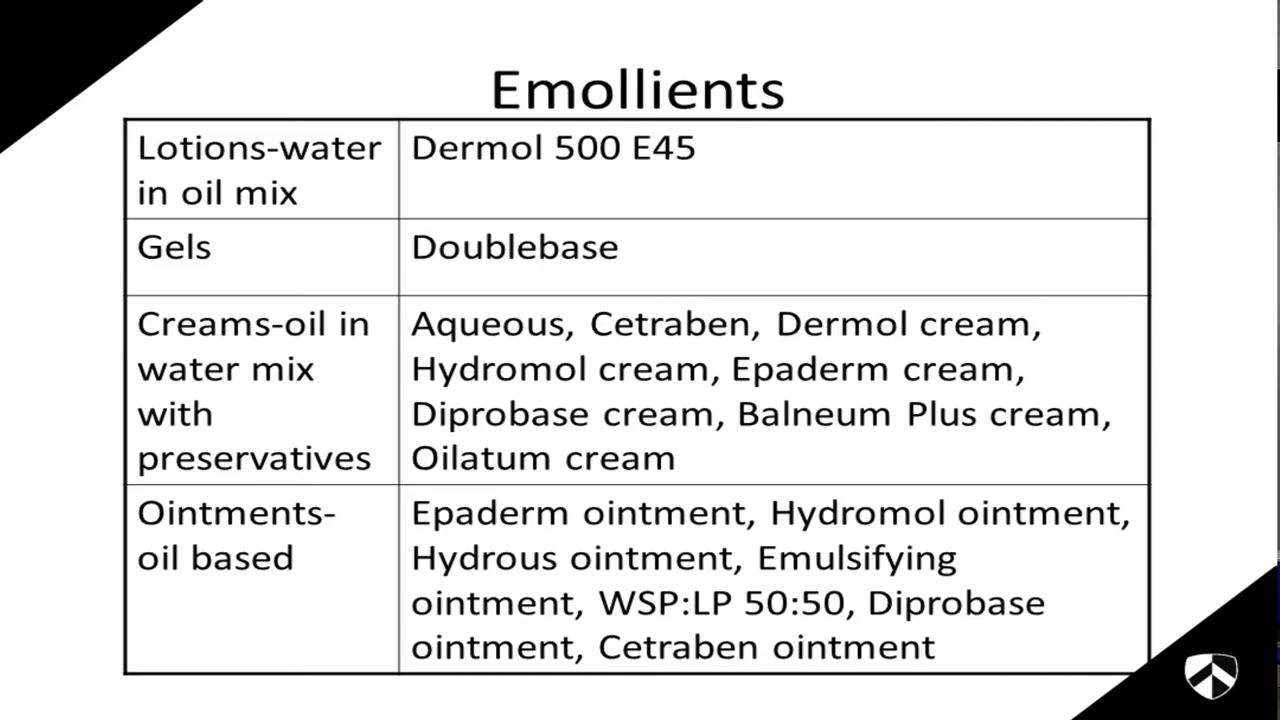 Emollients
Lotions-water
in oil mix
Dermol 500 E45
Gels
Doublebase
Creams-oil in
water mix
with
preservatives
Aqueous, Cetraben, Dermol cream,
Hydromol cream, Epaderm cream,
Diprobase cream, Balneum Plus cream,
Oilatum cream
Ointments-
oil based
Epaderm ointment, Hydromol ointment,
Hydrous ointment, Emulsifying
ointment, WSP:LP 50:50, Diprobase
ointment, Cetraben ointment